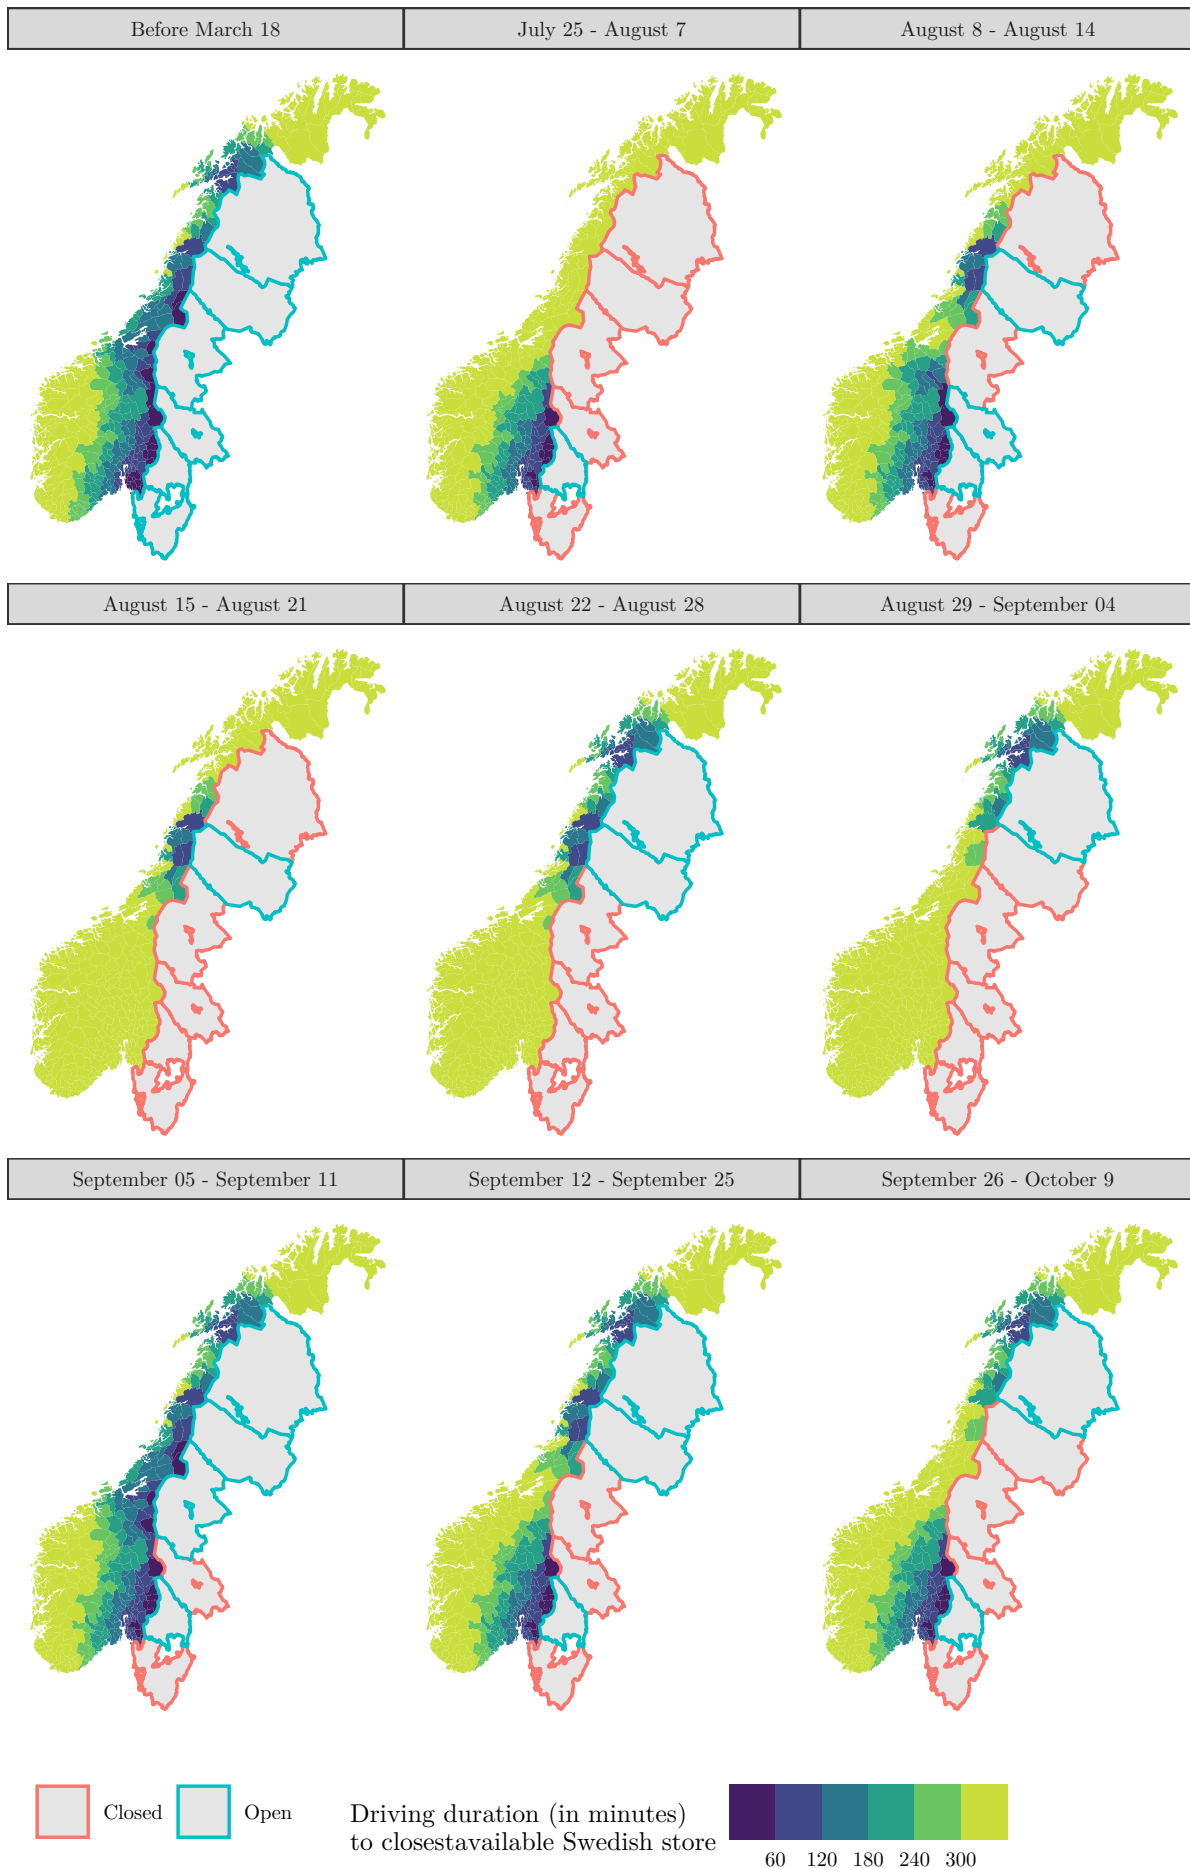 Before March 18
July 25 - August 7
August 8 - August 14
August 15 - August 21
August 22 - August 28
August 29 - September 04
September 05 - September 11
September 12 - September 25
September 26 - October 9
Closed
Open
Driving duration (in minutes)
to closestavailable Swedish store
60 120 180 240 300